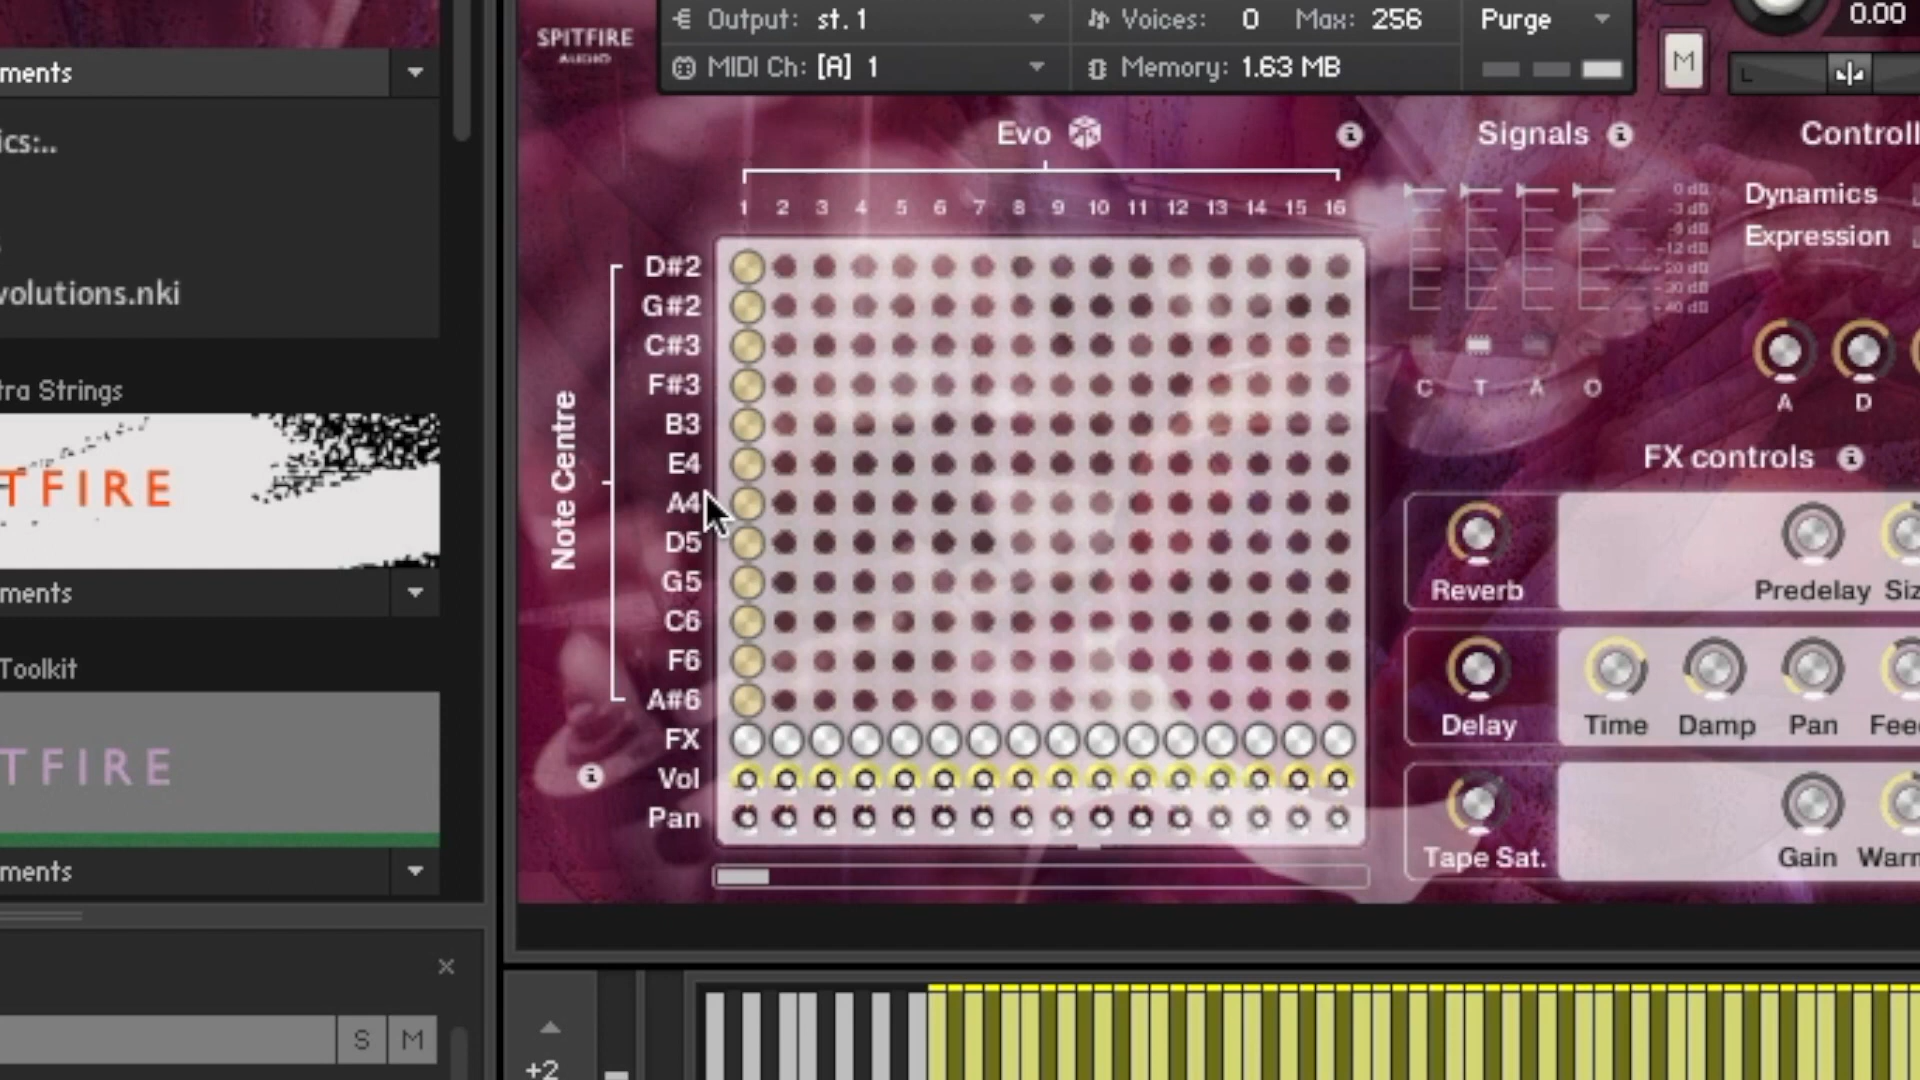 ments
ics:..
volutions.nki
tra Strings
TFIRE
ments
Toolkit
TFIRE
ments
S M
SPITFIRE
AUDIO
Output: st.1
Voices: 0 Max: 256
Purge
MIDI Ch: [A] 1
Memory: 1.63 MB
M
0.00
L
Evo
1 2 3 4 5 6 7 8 9 10 11 12 13 14 15 16
Note Centre
D#2
G#2
C#3
F#3
B3
E4
A4
D5
G5
C6
F6
A#6
FX
Vol
Pan
Signals
0 dB
-3 dB
-6 dB
-12 dB
-20 dB
-30 dB
-40 dB
C T A O
Controll
Dynamics
Expression
A D
FX controls
Reverb
Predelay Siz
Delay
Time Damp Pan Feed
Tape Sat.
Gain Warm
+2